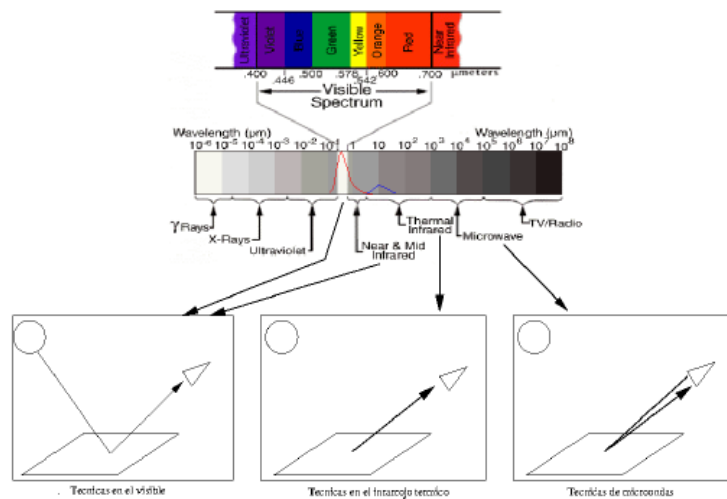 Ultraviolet Violet Blue Green Yellow Orange Red Near Infrared
.400 .446 .500 .578 .542 .600 .700 µmeters
Visible
Spectrum
Wavelength (µm) Wavelength (µm)
10-6 10-5 10-4 10-3 10-2 10-1 1 10 102 103 104 105 106 107 108
γ Rays
X-Rays
Ultraviolet
Near & Mid
Infrared
Thermal
Infrared
Microwave
TV/Radio
Tecnicas en el visible
Tecnicas en el infrarrojo termico
Tecnicas de microondas